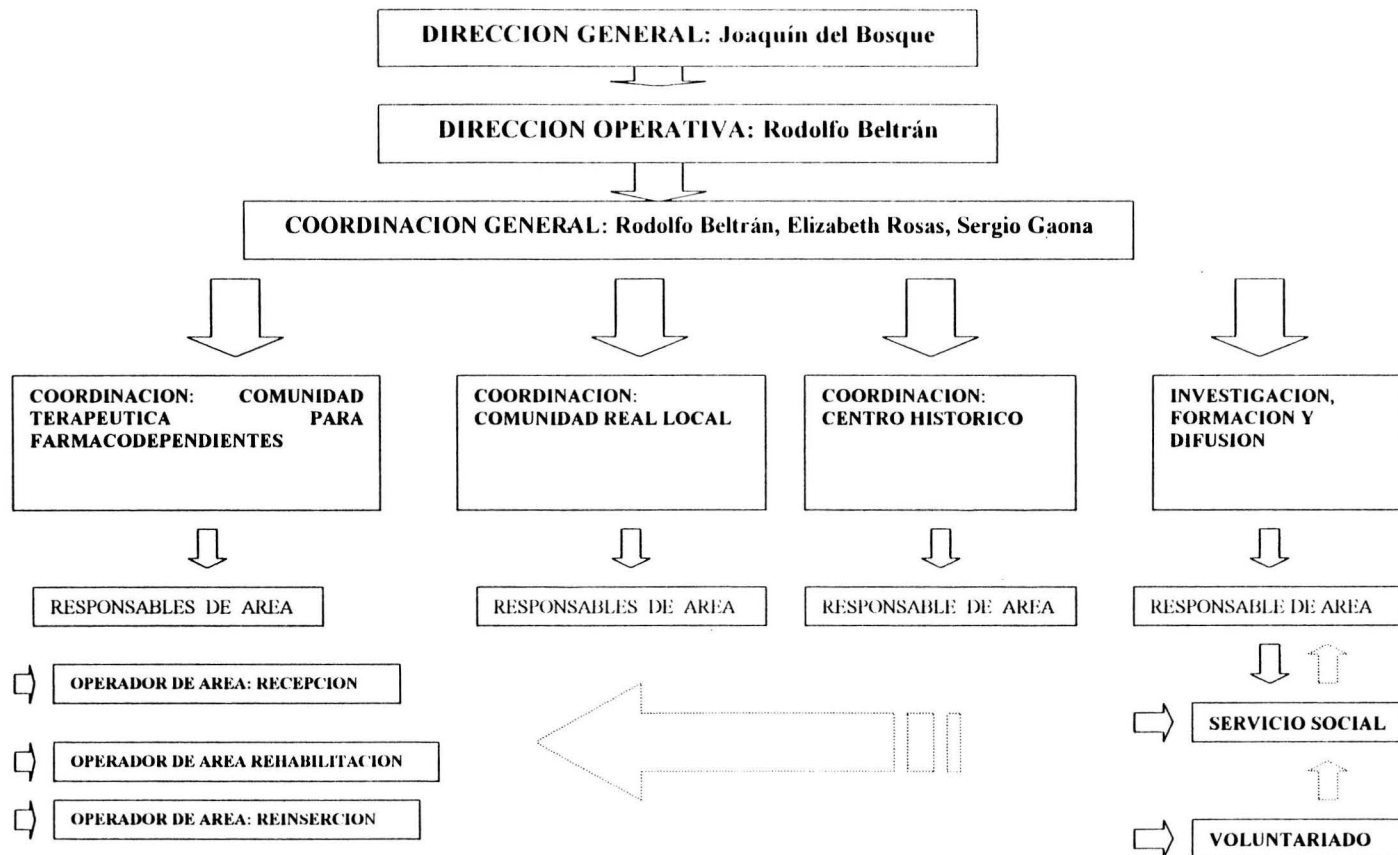 DIRECCION GENERAL: Joaquín del Bosque
DIRECCION OPERATIVA: Rodolfo Beltrán
COORDINACION GENERAL: Rodolfo Beltrán, Elizabeth Rosas, Sergio Gaona
COORDINACION: COMUNIDAD
TERAPEUTICA PARA
FARMACODEPENDIENTES
COORDINACION:
COMUNIDAD REAL LOCAL
COORDINACION:
CENTRO HISTORICO
INVESTIGACION,
FORMACION Y
DIFUSION
RESPONSABLES DE AREA
RESPONSABLES DE AREA
RESPONSABLE DE AREA
RESPONSABLE DE AREA
OPERADOR DE AREA: RECEPCION
OPERADOR DE AREA REHABILITACION
OPERADOR DE AREA: REINSERCION
SERVICIO SOCIAL
VOLUNTARIADO